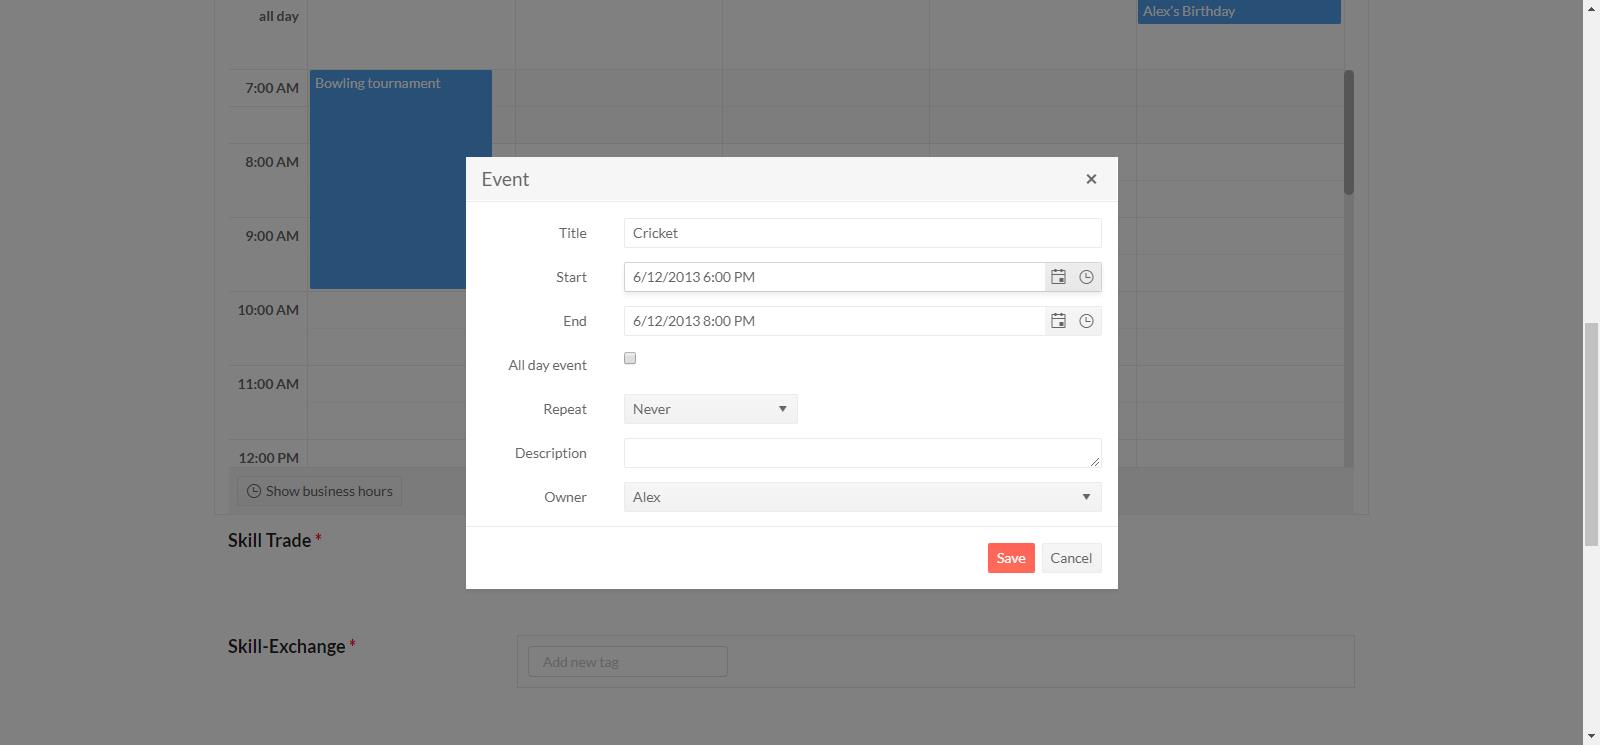 all day
Alex's Birthday
7:00 AM
Bowling tournament
8:00 AM
9:00 AM
10:00 AM
11:00 AM
12:00 PM
Show business hours
Event
Title Cricket
Start 6/12/2013 6:00 PM
End 6/12/2013 8:00 PM
All day event
Repeat Never
Description
Owner Alex
Save Cancel
Skill Trade *
Skill-Exchange *
Add new tag